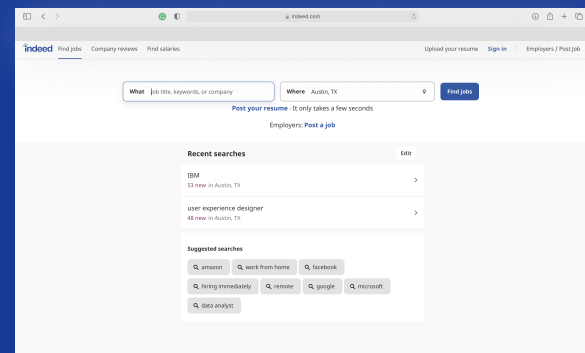 indeed.com
indeed Find jobs Company reviews Find salaries Upload your resume Sign in Employers / Post Job
What job title, keywords, or company Where Austin, TX Find jobs
Post your resume - It only takes a few seconds
Employers: Post a job
Recent searches Edit
IBM
53 new in Austin, TX
user experience designer
48 new in Austin, TX
Suggested searches
amazon work from home facebook
hiring immediately remote google microsoft
data analyst